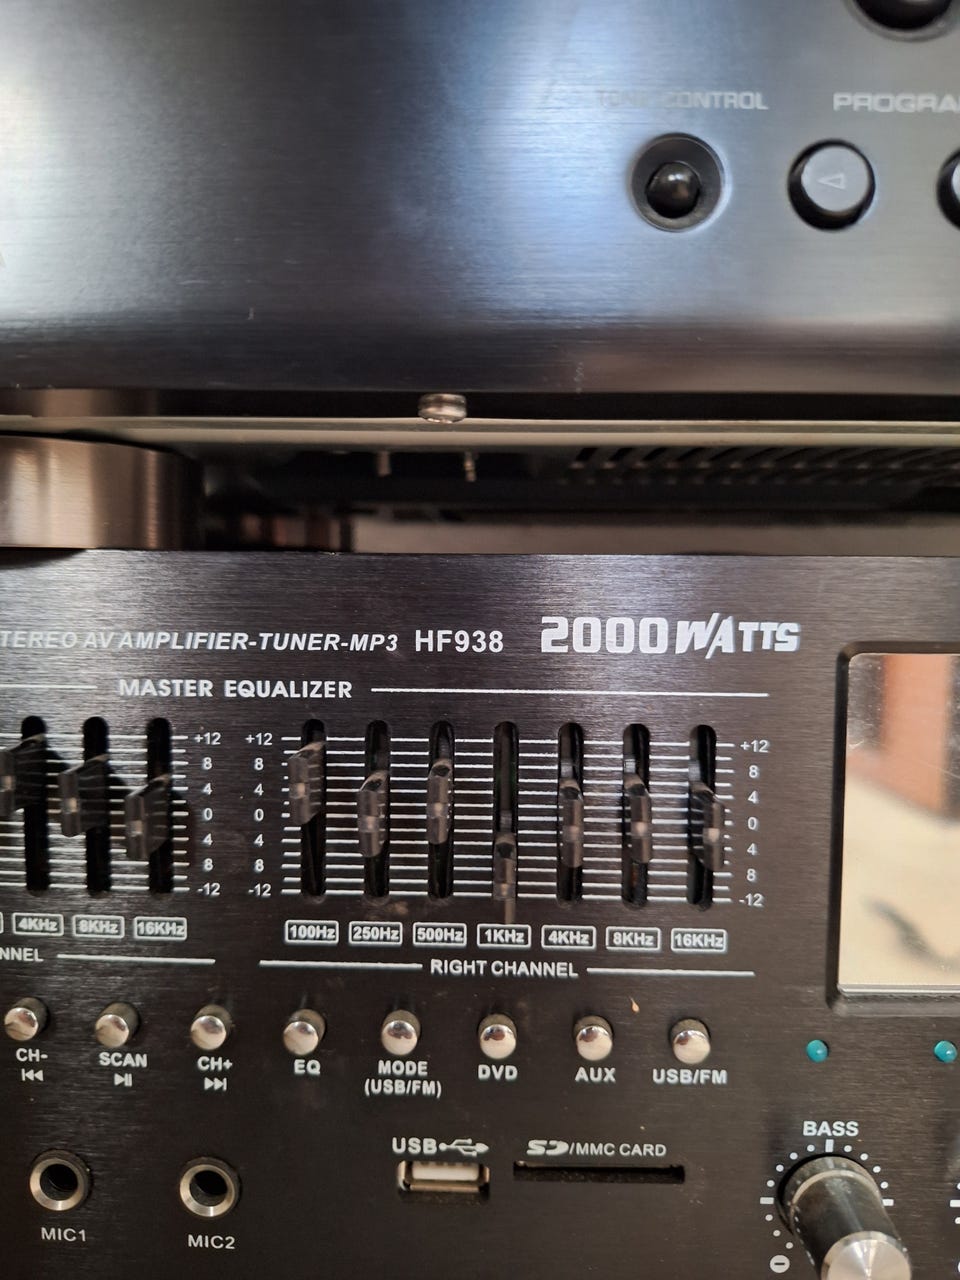 TONE CONTROL
PROGRA
TEREO AV AMPLIFIER-TUNER-MP3 HF938 2000 WATTS
MASTER EQUALIZER
+12 +12 +12
8 8 8
4 4 4
0 0 0
4 4 4
8 8 8
-12 -12 -12
4KHz 8KHz 16KHz 100Hz 250Hz 500Hz 1KHz 4KHz 8KHz 16KHz
NNEL RIGHT CHANNEL
CH- SCAN CH+ EQ MODE (USB/FM) DVD AUX USB/FM
BASS
USB SD/MMC CARD
MIC1 MIC2
0